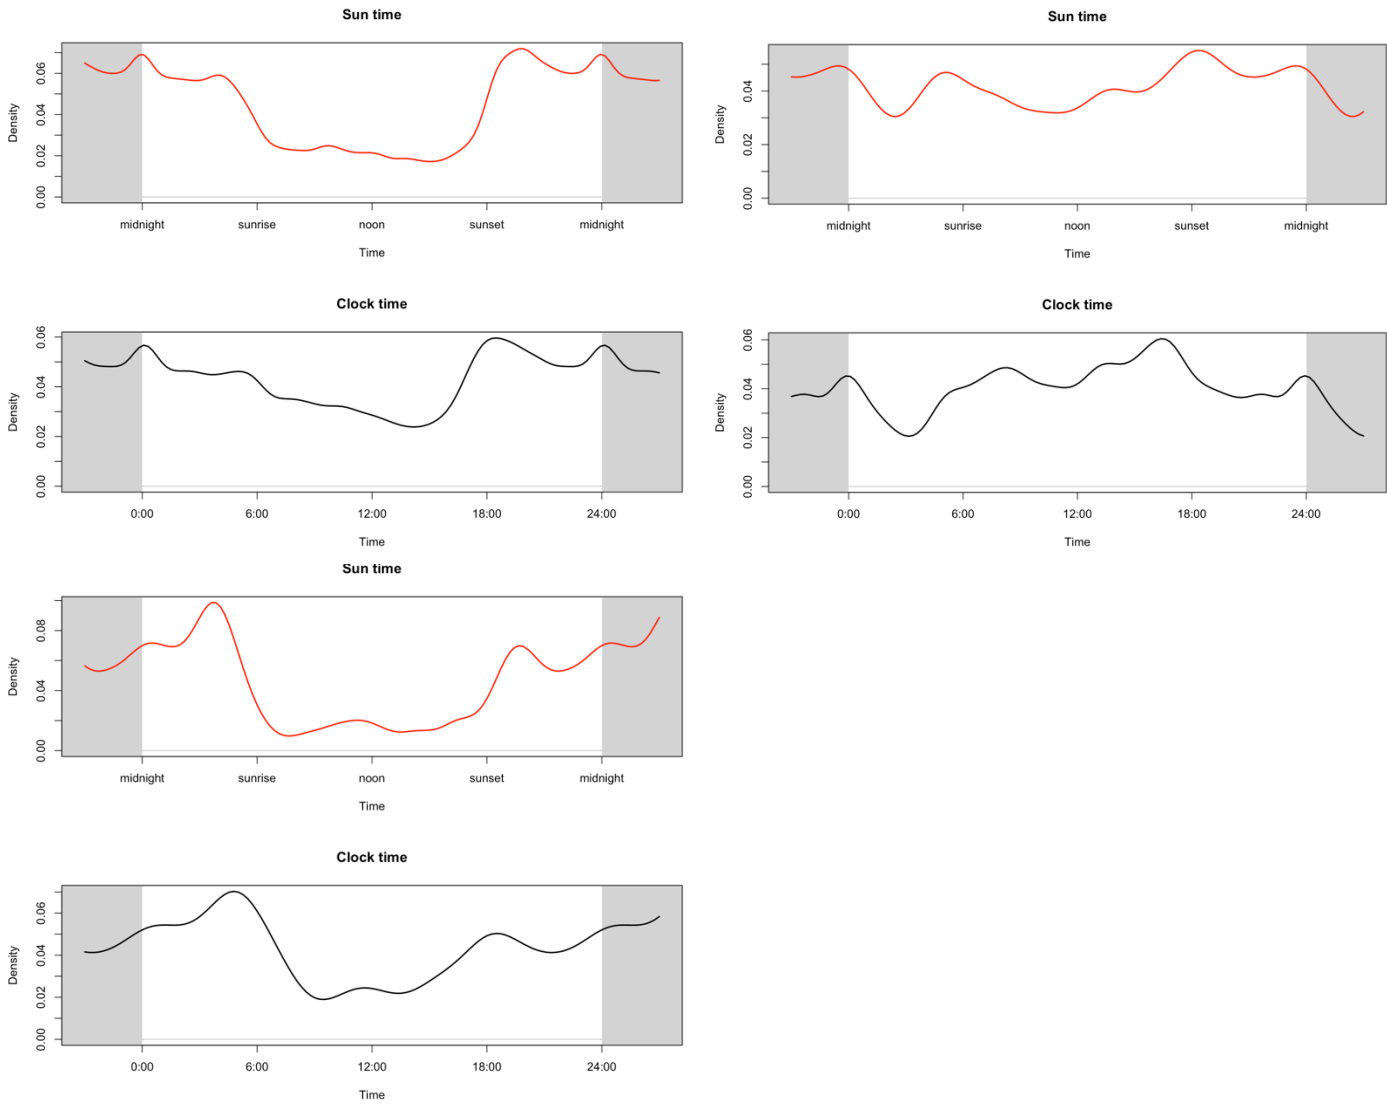 Sun time
Density
0.00 0.02 0.04 0.06
midnight sunrise noon sunset midnight
Time
Clock time
Density
0.00 0.02 0.04 0.06
0:00 6:00 12:00 18:00 24:00
Time
Sun time
Density
0.00 0.04 0.08
midnight sunrise noon sunset midnight
Time
Clock time
Density
0.00 0.02 0.04 0.06
0:00 6:00 12:00 18:00 24:00
Time
Sun time
Density
0.00 0.02 0.04
midnight sunrise noon sunset midnight
Time
Clock time
Density
0.00 0.02 0.04 0.06
0:00 6:00 12:00 18:00 24:00
Time